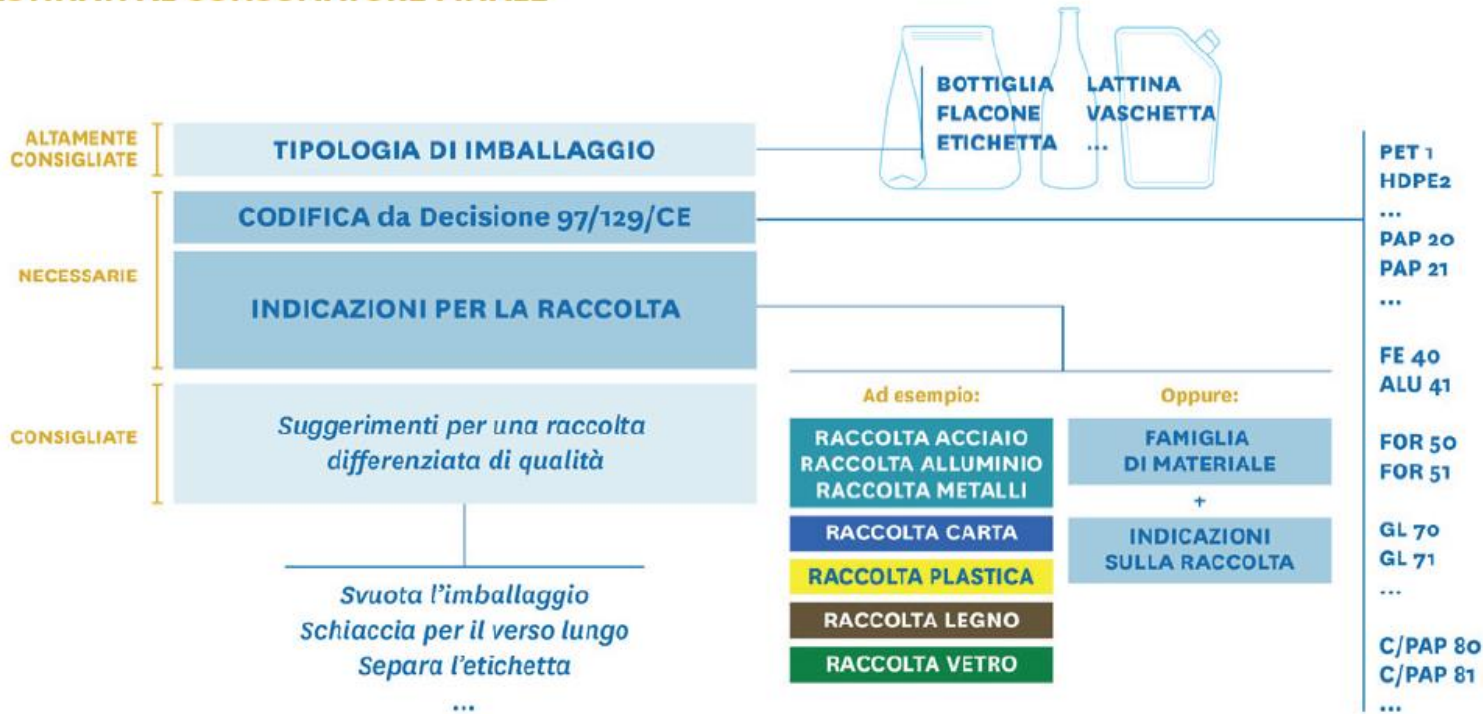 BOTTIGLIA LATTINA
FLACONE VASCHETTA
ETICHETTA ...
ALTAMENTE
CONSIGLIATE
TIPOLOGIA DI IMBALLAGGIO
NECESSARIE
CODIFICA da Decisione 97/129/CE
INDICAZIONI PER LA RACCOLTA
CONSIGLIATE
Suggerimenti per una raccolta
differenziata di qualità
Svuota l'imballaggio
Schiaccia per il verso lungo
Separa l'etichetta
...
Ad esempio:
RACCOLTA ACCIAIO
RACCOLTA ALLUMINIO
RACCOLTA METALLI
RACCOLTA CARTA
RACCOLTA PLASTICA
RACCOLTA LEGNO
RACCOLTA VETRO
Oppure:
FAMIGLIA
DI MATERIALE
+
INDICAZIONI
SULLA RACCOLTA
PET 1
HDPE2
...
PAP 20
PAP 21
...
FE 40
ALU 41
FOR 50
FOR 51
GL 70
GL 71
...
C/PAP 80
C/PAP 81
...